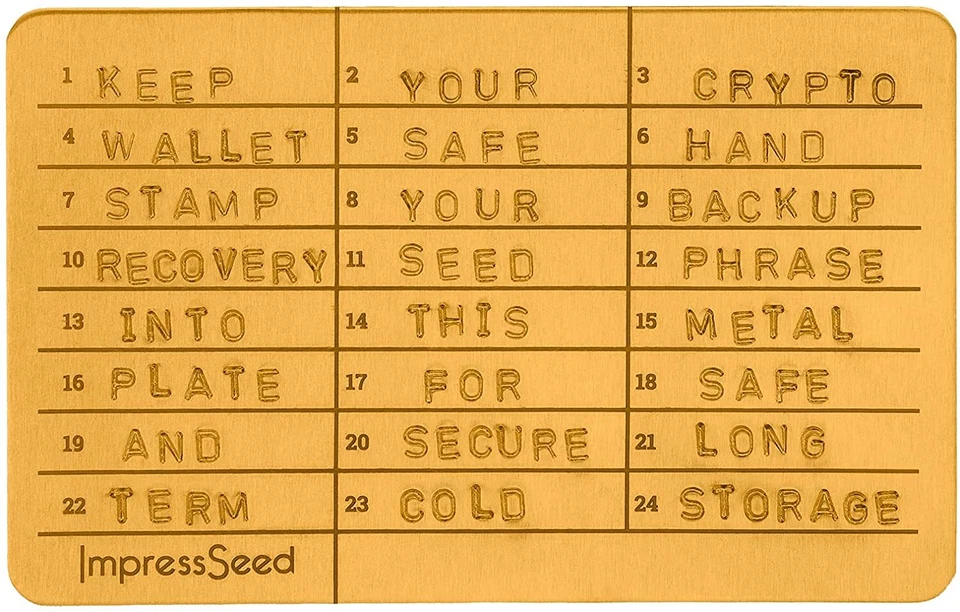 1 KEEP 2 YOUR 3 CRYPTO
4 WALLET 5 SAFE 6 HAND
7 STAMP 8 YOUR 9 BACKUP
10 RECOVERY 11 SEED 12 PHRASE
13 INTO 14 THIS 15 METAL
16 PLATE 17 FOR 18 SAFE
19 AND 20 SECURE 21 LONG
22 TERM 23 COLD 24 STORAGE
ImpressSeed